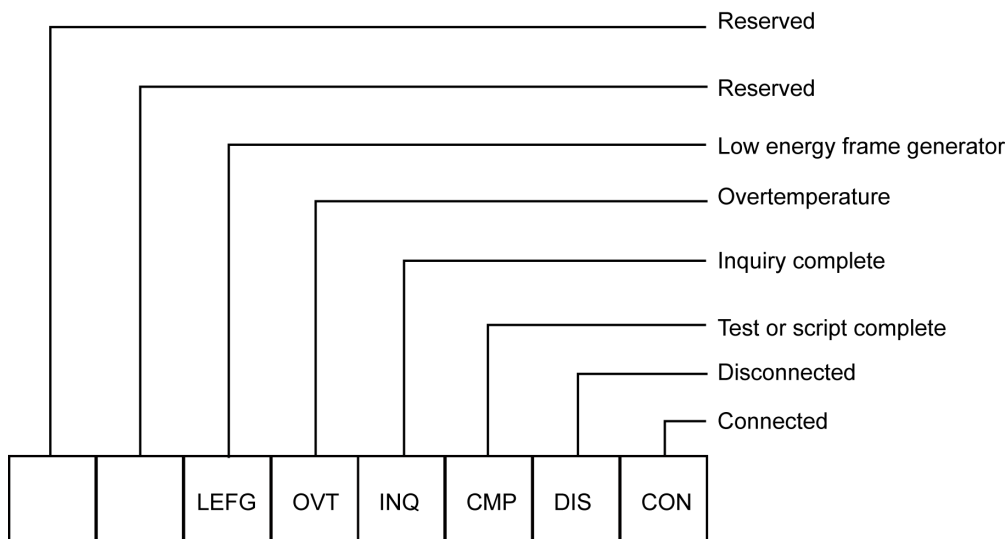 Reserved
Reserved
Low energy frame generator
Overtemperature
Inquiry complete
Test or script complete
Disconnected
Connected
LEFG OVT INQ CMP DIS CON